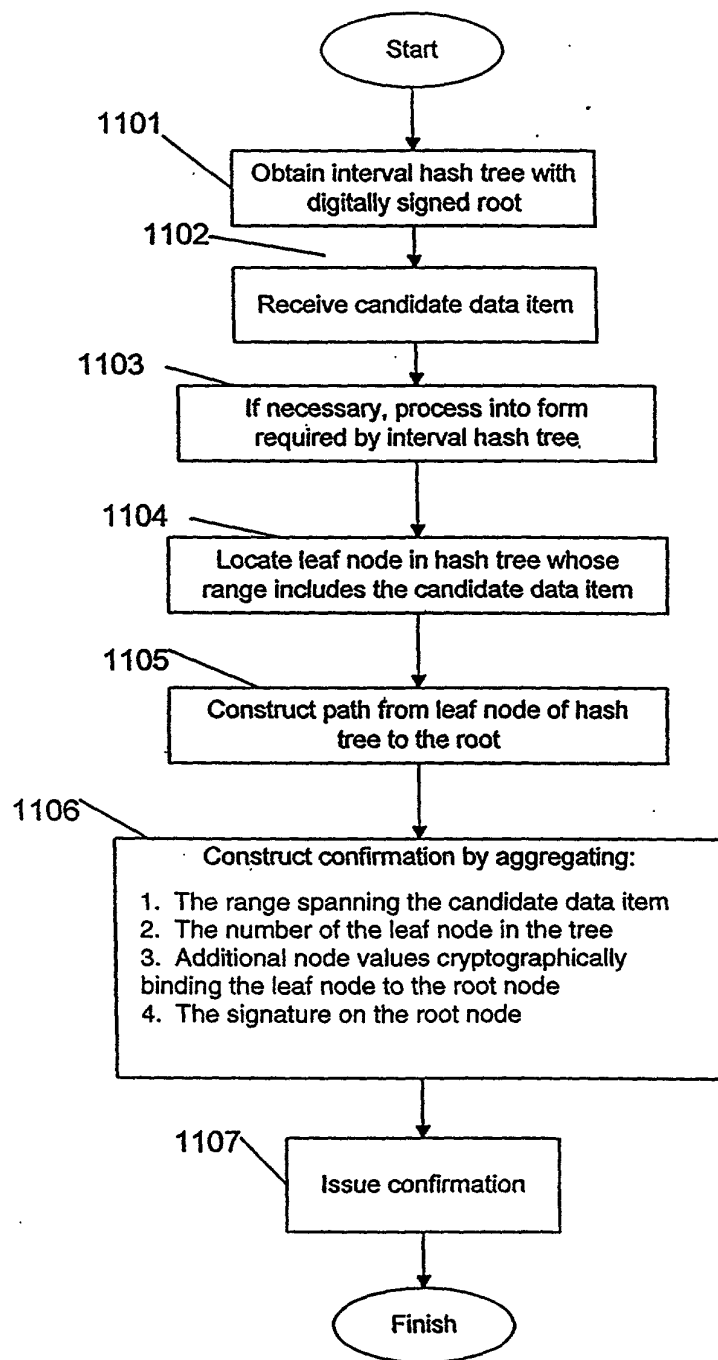 Start
1101
Obtain interval hash tree with
digitally signed root
1102
Receive candidate data item
1103
If necessary, process into form
required by interval hash tree.
1104
Locate leaf node in hash tree whose
range includes the candidate data item
1105
Construct path from leaf node of hash
tree to the root
1106
Construct confirmation by aggregating:
1. The range spanning the candidate data item
2. The number of the leaf node in the tree
3. Additional node values cryptographically
binding the leaf node to the root node
4. The signature on the root node
1107
Issue confirmation
Finish